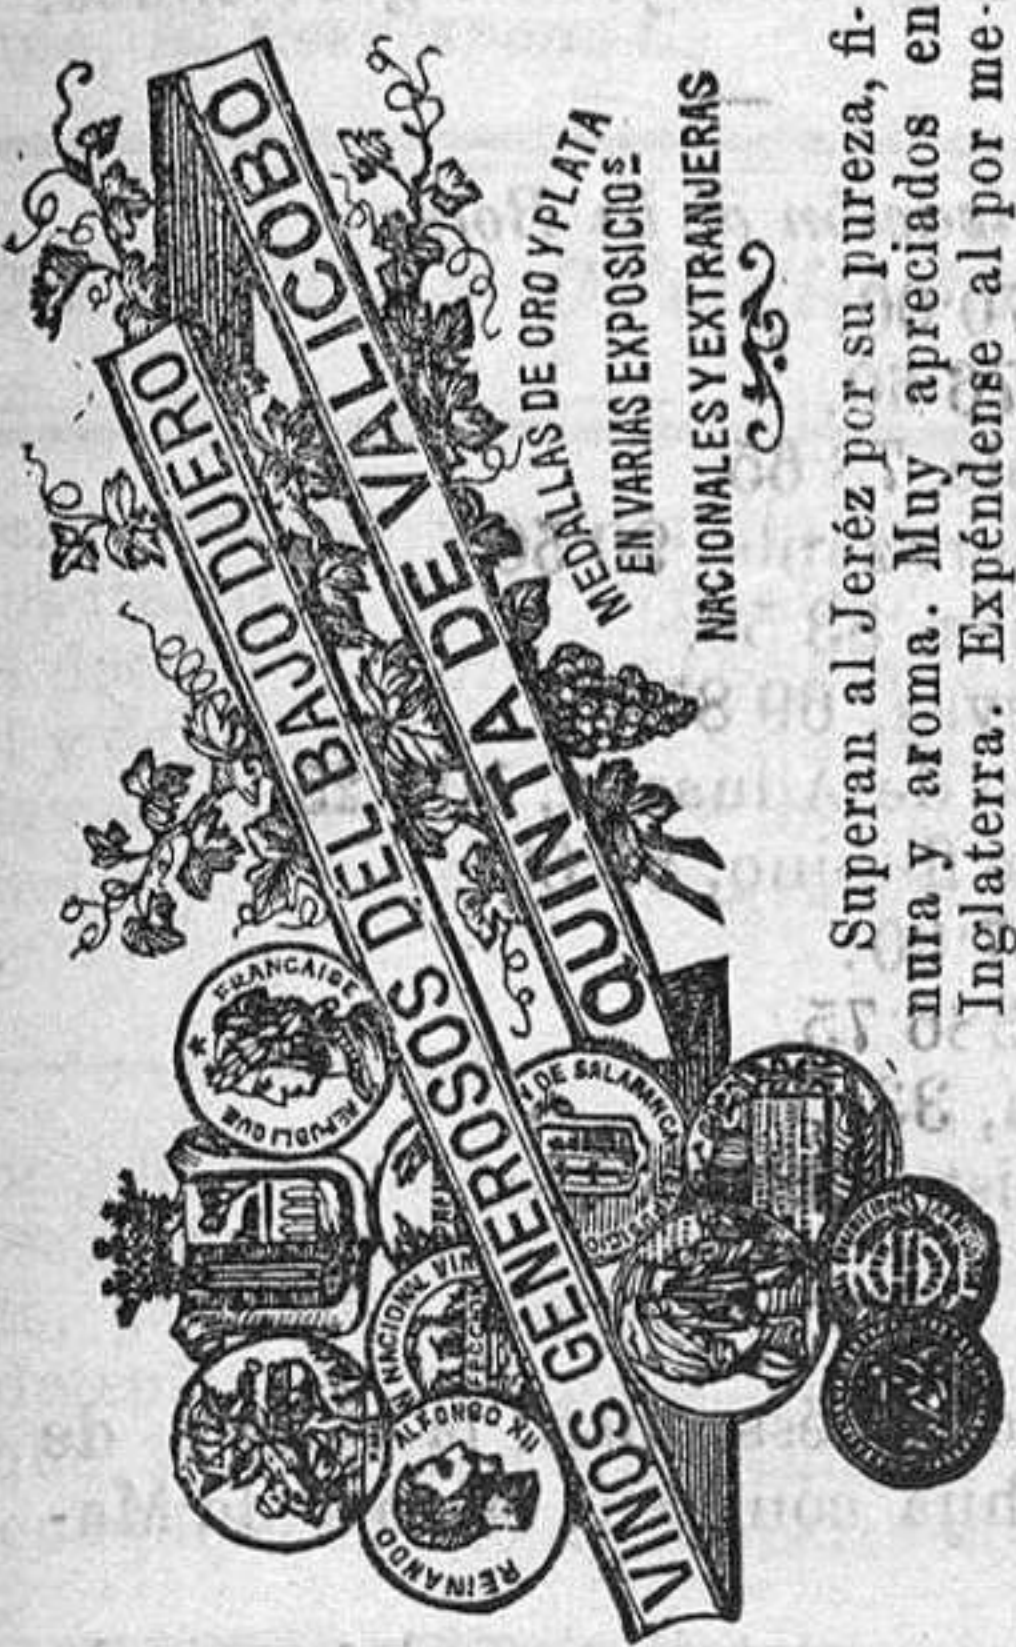 VINOS GENEROSOS DEL BAJO DUERO
QUINTA DE VALICOBO
MEDALLAS DE ORO Y PLATA
EN VARIAS EXPOSICIOs
NACIONALES Y EXTRANJERAS
REPUBLIQUE FRANCAISE
REINANDO ALFONSO XII
NACIONAL VIN
DE SALAMANCA
Superan al Jeréz por su pureza, fi-
nura y aroma. Muy apreciados en
Inglaterra. Expéndense al por me-